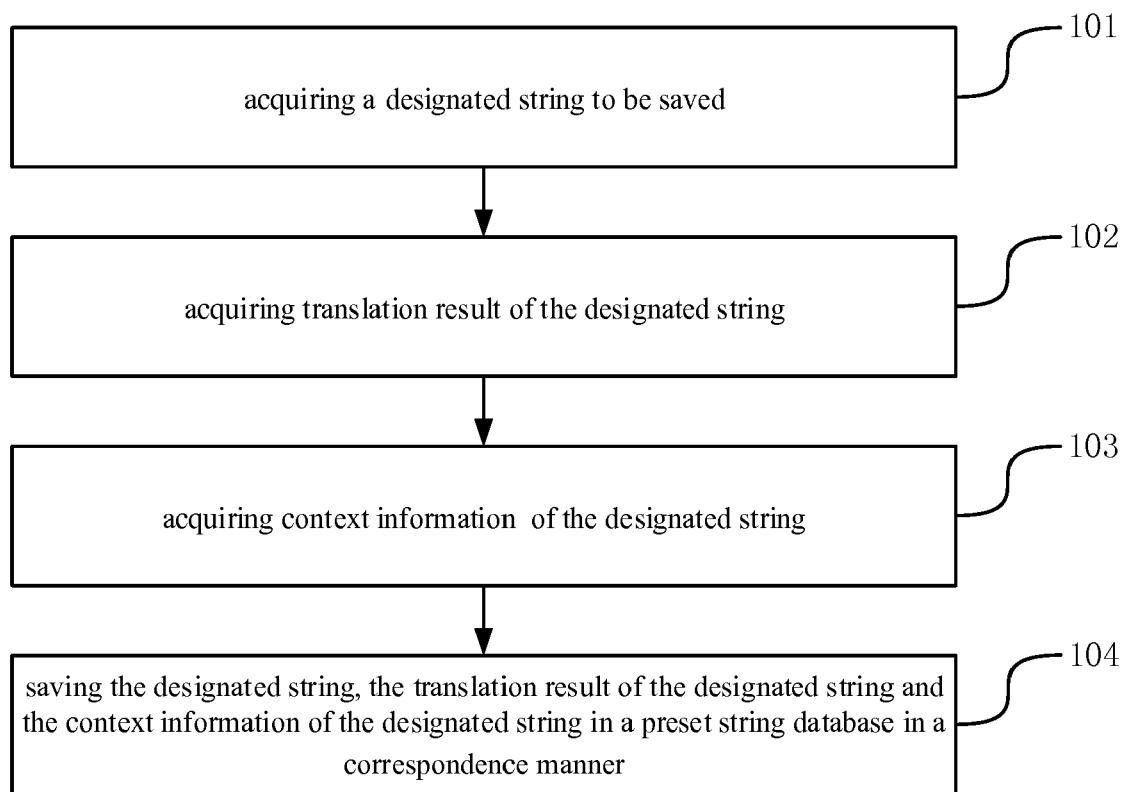 101
acquiring a designated string to be saved
102
acquiring translation result of the designated string
103
acquiring context information of the designated string
104
saving the designated string, the translation result of the designated string and
the context information of the designated string in a preset string database in a
correspondence manner